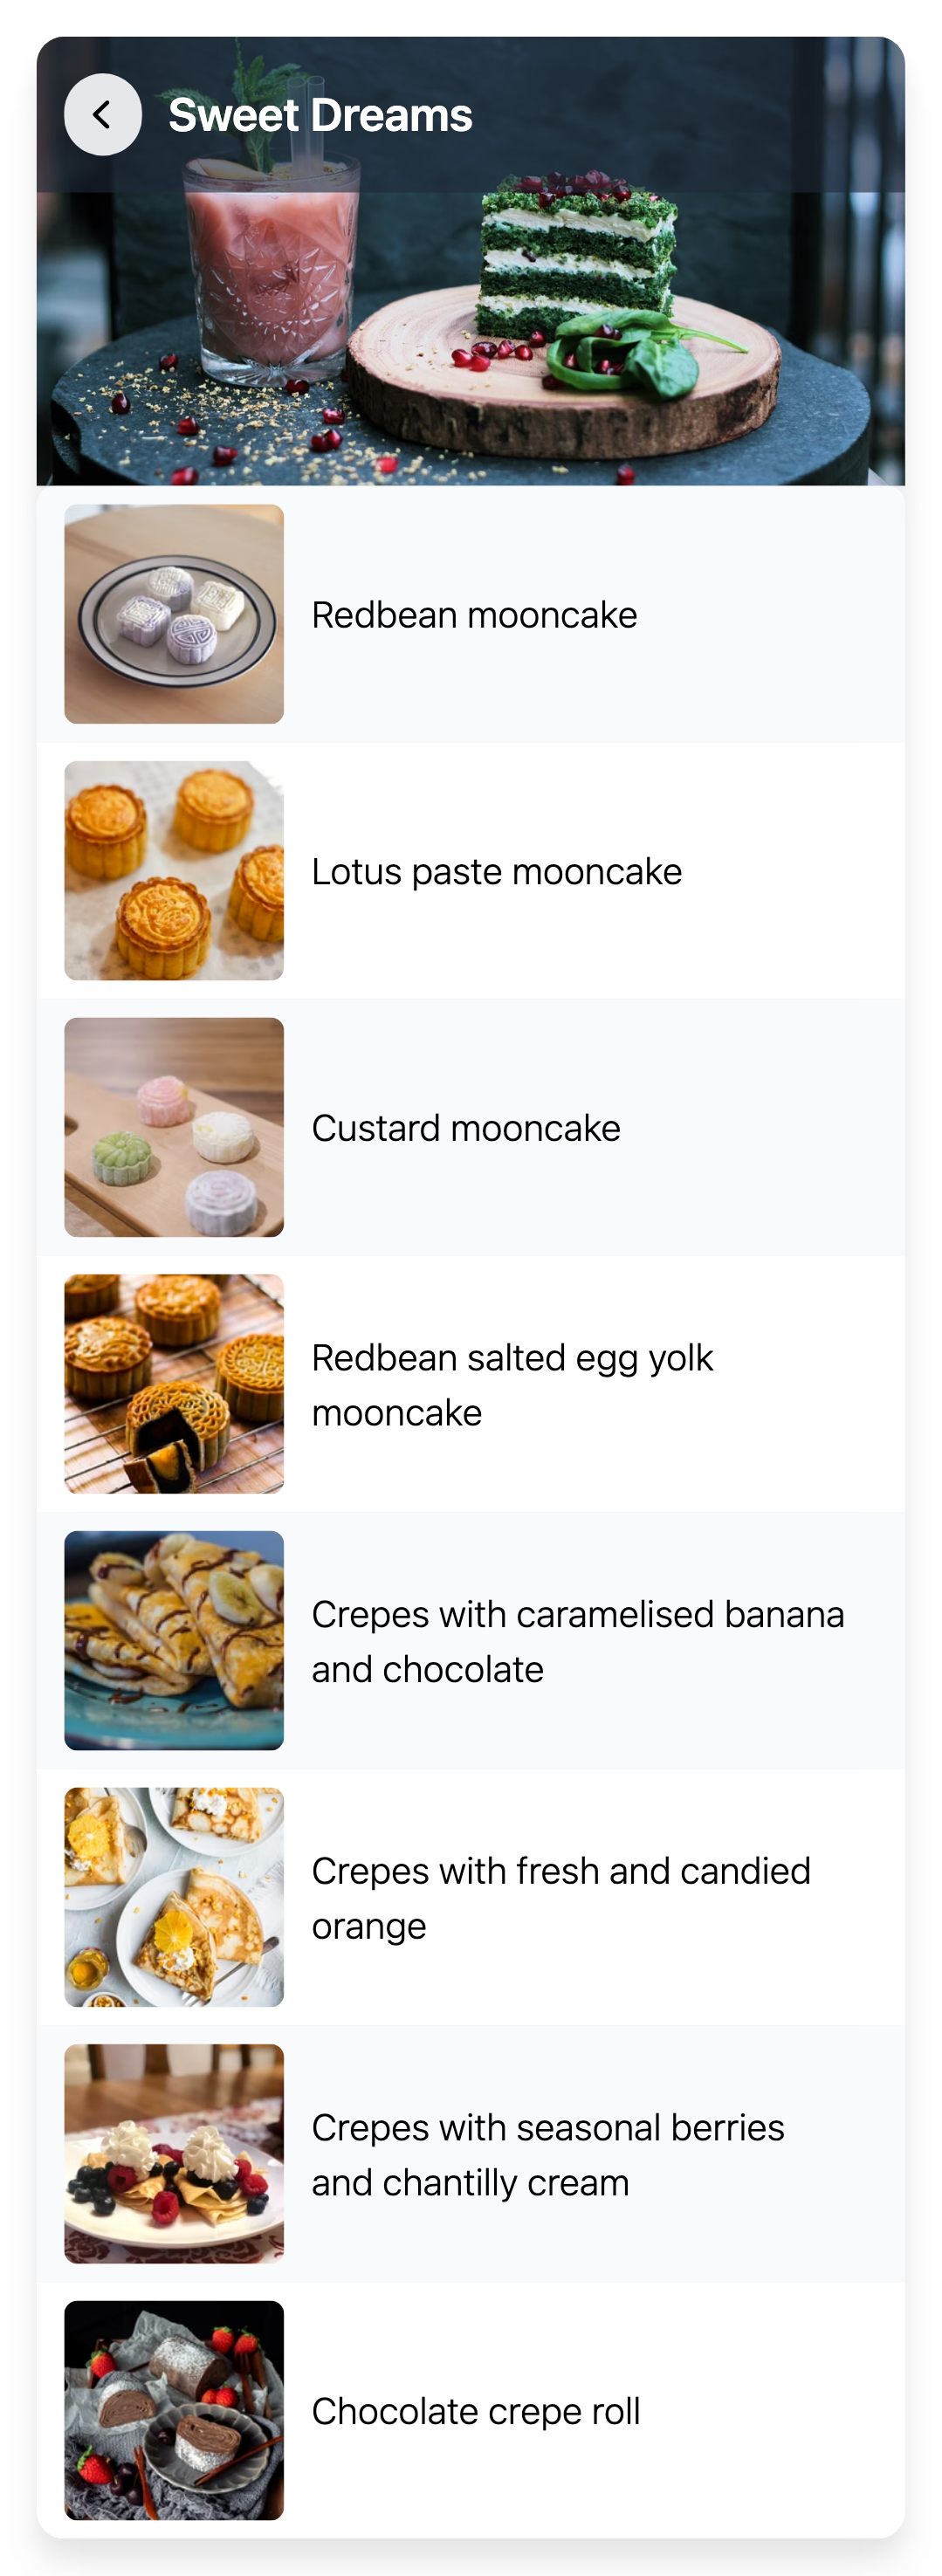 Sweet Dreams
Redbean mooncake
Lotus paste mooncake
Custard mooncake
Redbean salted egg yolk
mooncake
Crepes with caramelised banana
and chocolate
Crepes with fresh and candied
orange
Crepes with seasonal berries
and chantilly cream
Chocolate crepe roll